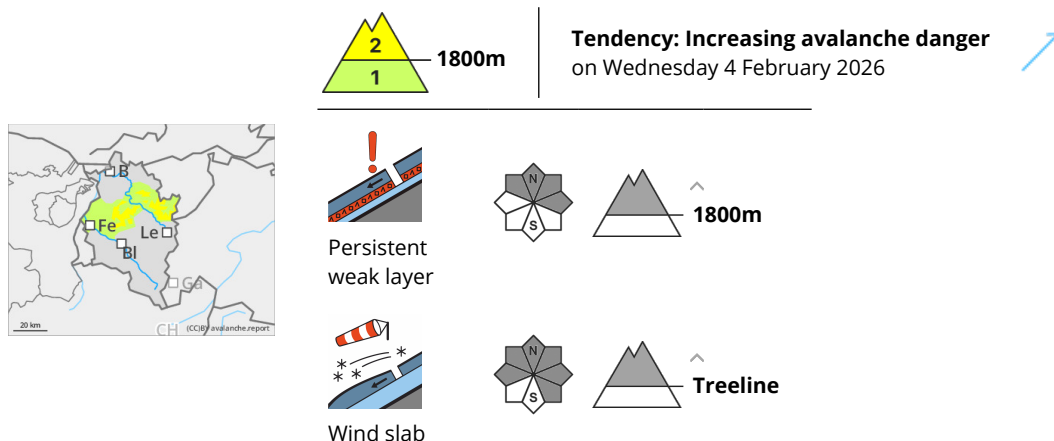 2
1
1800m
Tendency: Increasing avalanche danger
on Wednesday 4 February 2026
B
Fe
Le
Bl
Ga
CH
20 km
(CC)BY avalanche.report
Persistent
weak layer
N
S
1800m
Wind slab
N
S
Treeline